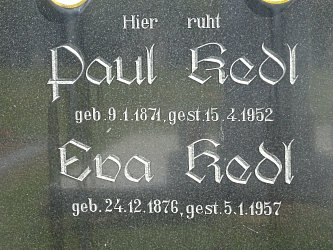 Hier ruht
Paul Kedl
geb. 9.1.1871, gest. 15.4.1952
Eva Kedl
geb. 24.12.1876, gest. 5.1.1957